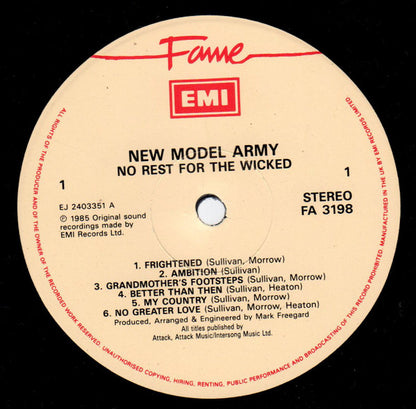 Fame
EMI
NEW MODEL ARMY
NO REST FOR THE WICKED
1
1
EJ 2403351 A
℗ 1985 Original sound
recordings made by
EMI Records Ltd.
STEREO
FA 3198
1. FRIGHTENED (Sullivan, Morrow)
2. AMBITION (Sullivan)
3. GRANDMOTHER'S FOOTSTEPS (Sullivan, Morrow)
4. BETTER THAN THEN (Sullivan, Heaton)
5. MY COUNTRY (Sullivan, Morrow)
6. NO GREATER LOVE (Sullivan, Morrow, Heaton)
Produced, Arranged & Engineered by Mark Freegard
All titles published by
Attack, Attack Music/Intersong Music Ltd.
ALL RIGHTS OF THE PRODUCER AND OF THE OWNER OF THE RECORDED WORK RESERVED. UNAUTHORISED COPYING, HIRING, RENTING, PUBLIC PERFORMANCE AND BROADCASTING OF THIS RECORD PROHIBITED. MANUFACTURED IN THE UK BY EMI RECORDS LIMITED